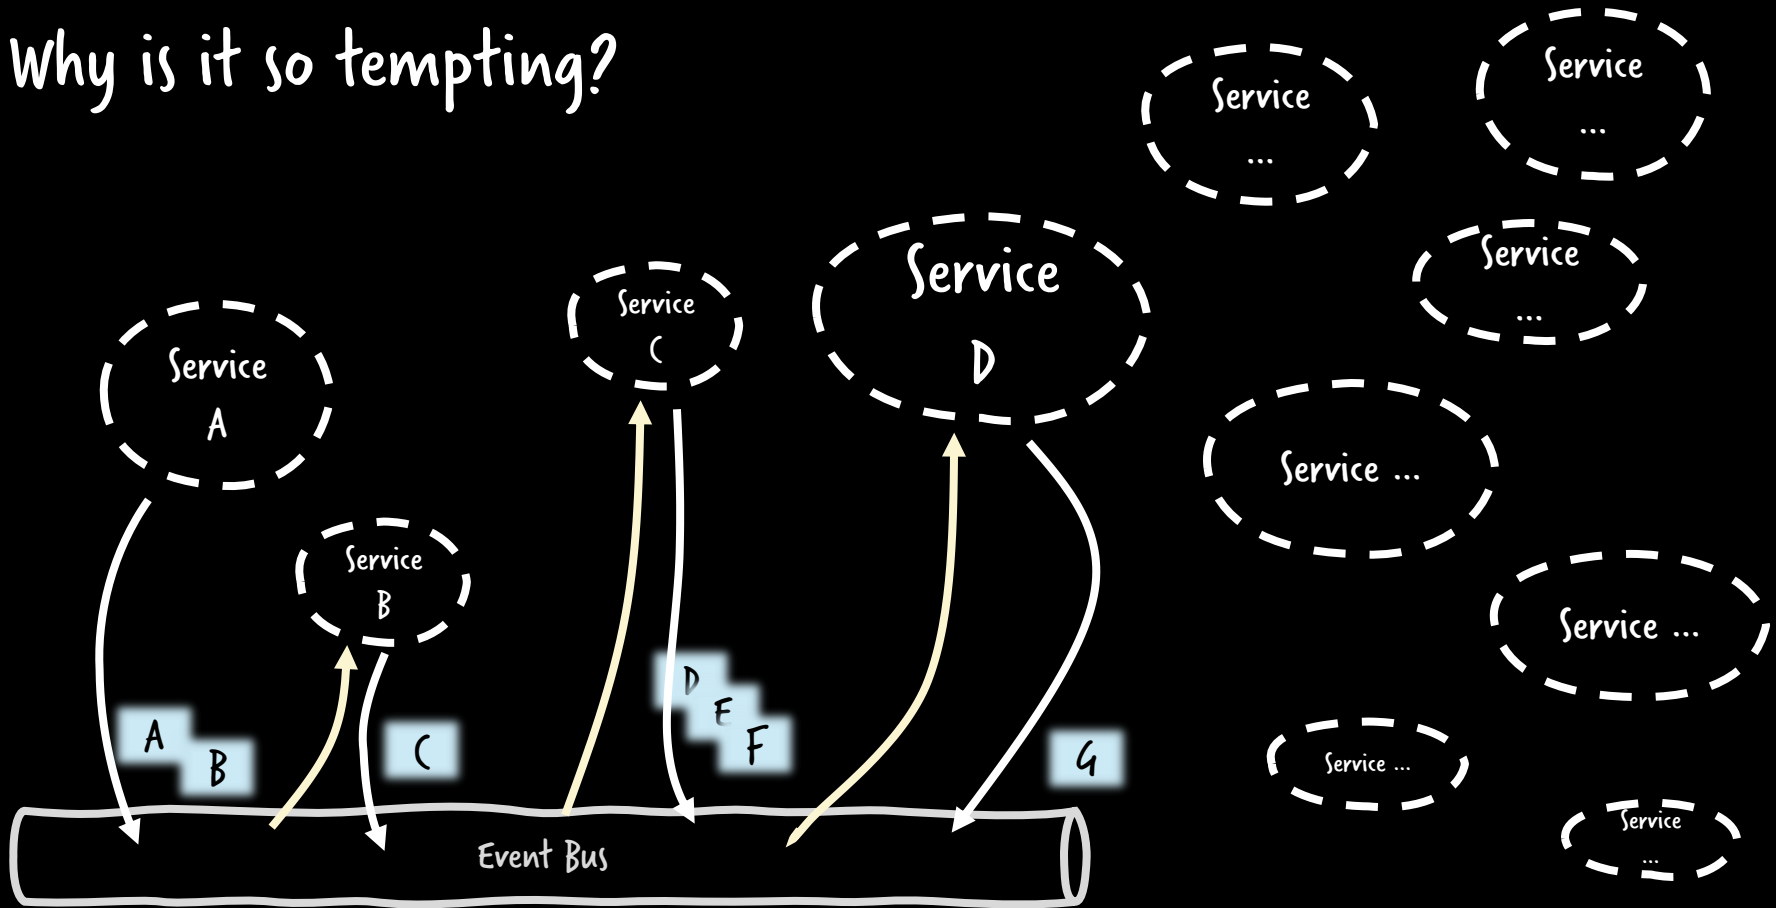 Why is it so tempting?
Service
...
Service
...
Service
...
Service
A
Service
B
Service
C
Service
D
Service ...
Service ...
Service ...
Service
...
A
B
C
D
E
F
G
Event Bus